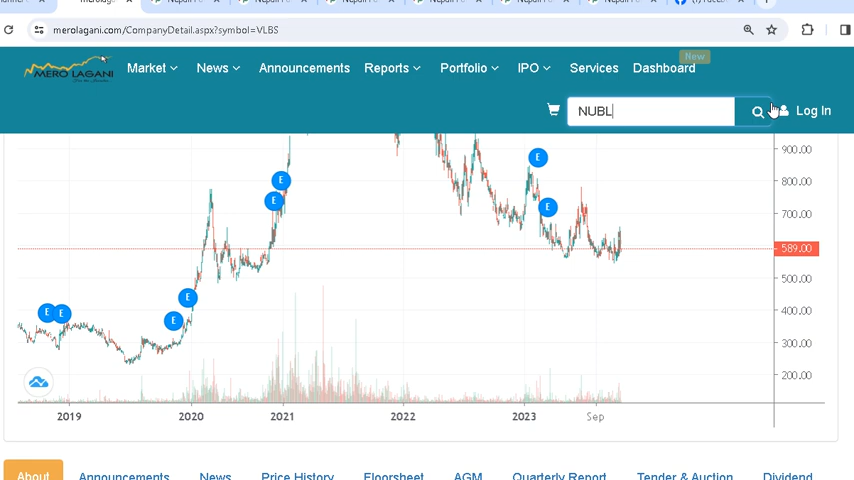 merolagani.com/CompanyDetail.aspx?symbol=VLBS
MERO LAGANI
Market
News
Announcements
Reports
Portfolio
IPO
Services
Dashboard
New
NUBL
Log In
900.00
800.00
700.00
589.00
500.00
400.00
300.00
200.00
E
E
E
E
E
E
E
E
2019
2020
2021
2022
2023
Sep
About
Announcements
News
Price History
Floorsheet
AGM
Quarterly Report
Tender & Auction
Dividend